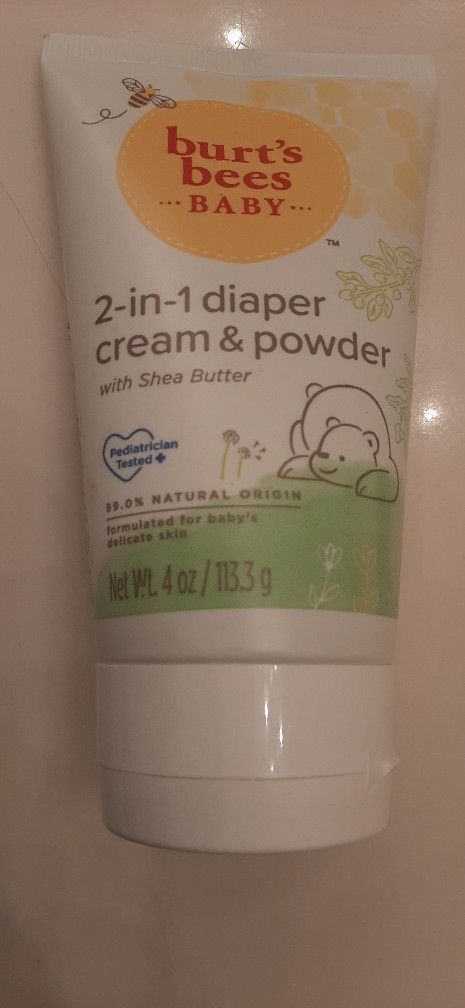 burt's
bees
...BABY...
™
2-in-1 diaper
cream & powder
with Shea Butter
Pediatrician
Tested
99.0% NATURAL ORIGIN
formulated for baby's
delicate skin
Net Wt. 4 oz / 113.3 g